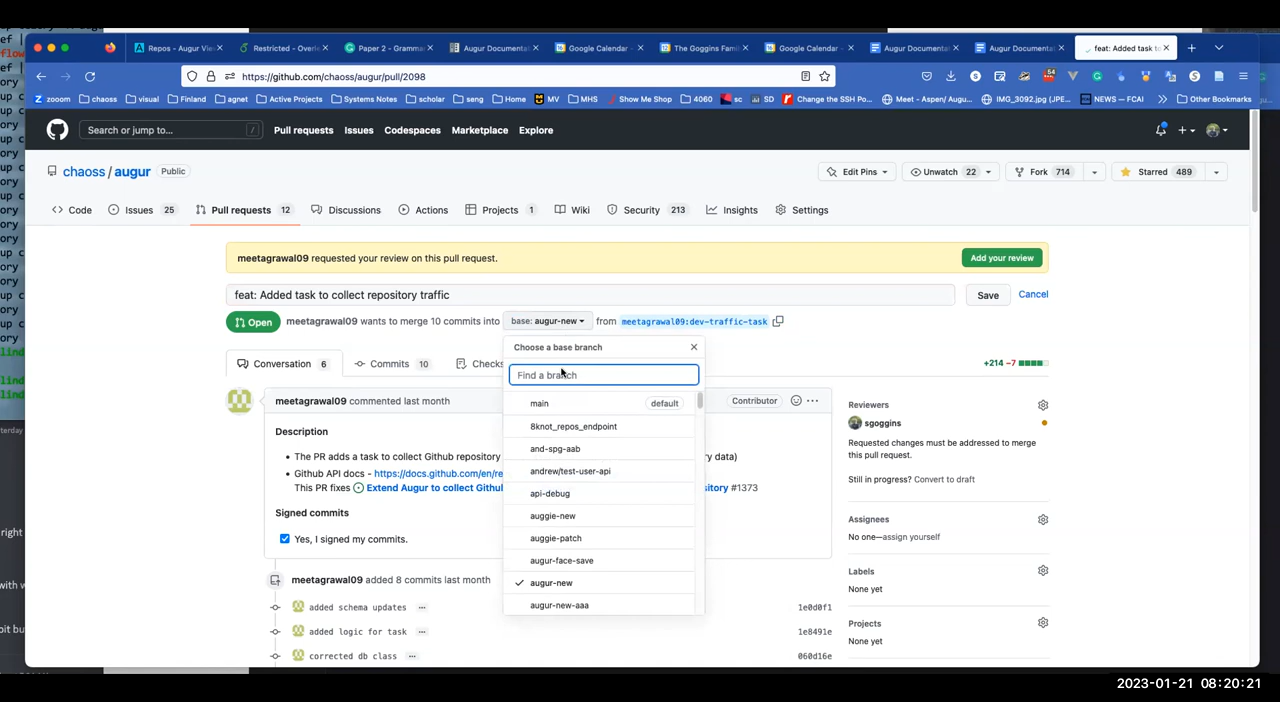 Repos - Augur Vie
Restricted - Overle
Paper 2 - Gramma
Augur Documentat
Google Calendar -
The Goggins Fami
Google Calendar -
Augur Documentat
Augur Documentat
feat: Added task to
https://github.com/chaoss/augur/pull/2098
zooom
chaoss
visual
Finland
agnet
Active Projects
Systems Notes
scholar
seng
Home
MV
MHS
Show Me Shop
4060
sc
SD
Change the SSH Po...
Meet - Aspen/ Augu...
IMG_3092.jpg (JPE...
NEWS — FCAI
Other Bookmarks
Search or jump to...
/
Pull requests
Issues
Codespaces
Marketplace
Explore
chaoss / augur
Public
Edit Pins
Unwatch 22
Fork 714
Starred 489
Code
Issues 25
Pull requests 12
Discussions
Actions
Projects 1
Wiki
Security 213
Insights
Settings
meetagrawal09 requested your review on this pull request.
Add your review
feat: Added task to collect repository traffic
Save
Cancel
Open
meetagrawal09 wants to merge 10 commits into base: augur-new from meetagrawal09:dev-traffic-task
Choose a base branch
Find a branch
main default
8knot_repos_endpoint
and-spg-aab
andrew/test-user-api
api-debug
auggie-new
auggie-patch
augur-face-save
augur-new
augur-new-aaa
Conversation 6
Commits 10
Checks
+214 −7
meetagrawal09 commented last month
Contributor
Description
The PR adds a task to collect Github repository
ry data)
Github API docs - https://docs.github.com/en/re
This PR fixes Extend Augur to collect Githul
sitory #1373
Signed commits
Yes, I signed my commits.
meetagrawal09 added 8 commits last month
added schema updates ...
1e0d0f1
added logic for task ...
1e8491e
corrected db class ...
060d16e
Reviewers
sgoggins
Requested changes must be addressed to merge
this pull request.
Still in progress? Convert to draft
Assignees
No one—assign yourself
Labels
None yet
Projects
None yet
2023-01-21 08:20:21